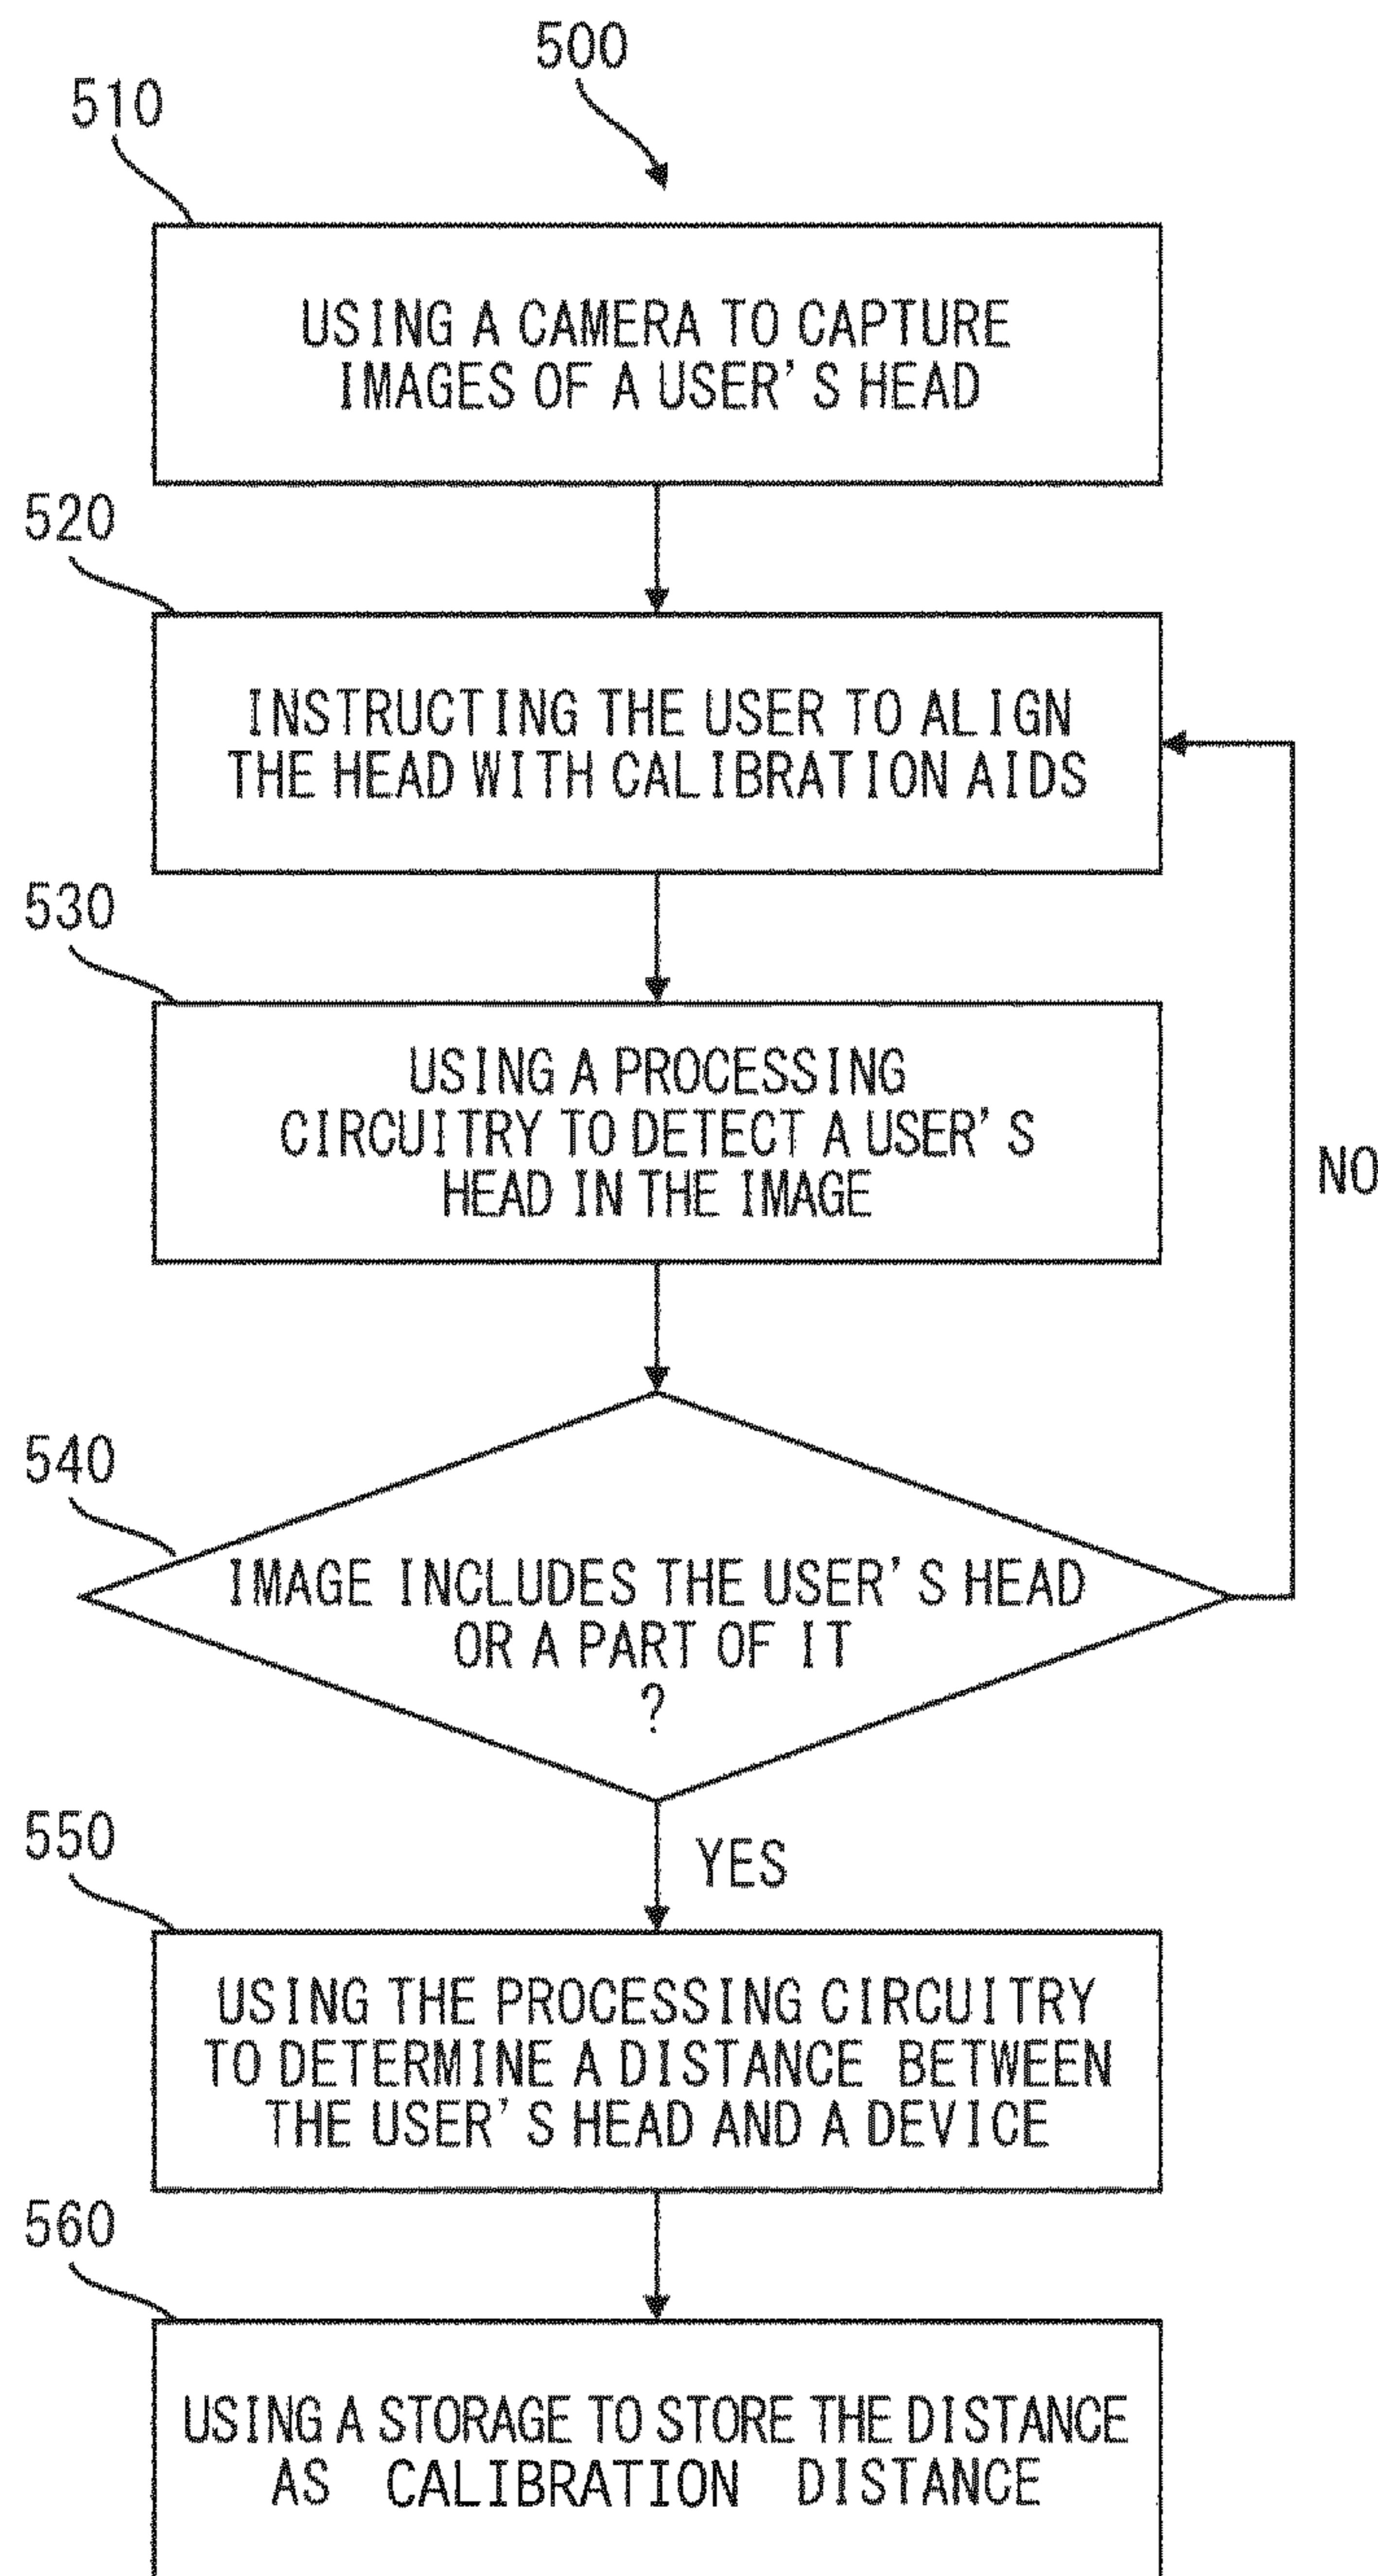 500
510
USING A CAMERA TO CAPTURE
IMAGES OF A USER'S HEAD
520
INSTRUCTING THE USER TO ALIGN
THE HEAD WITH CALIBRATION AIDS
530
USING A PROCESSING
CIRCUITRY TO DETECT A USER'S
HEAD IN THE IMAGE
NO
540
IMAGE INCLUDES THE USER'S HEAD
OR A PART OF IT
?
YES
550
USING THE PROCESSING CIRCUITRY
TO DETERMINE A DISTANCE BETWEEN
THE USER'S HEAD AND A DEVICE
560
USING A STORAGE TO STORE THE DISTANCE
AS CALIBRATION DISTANCE